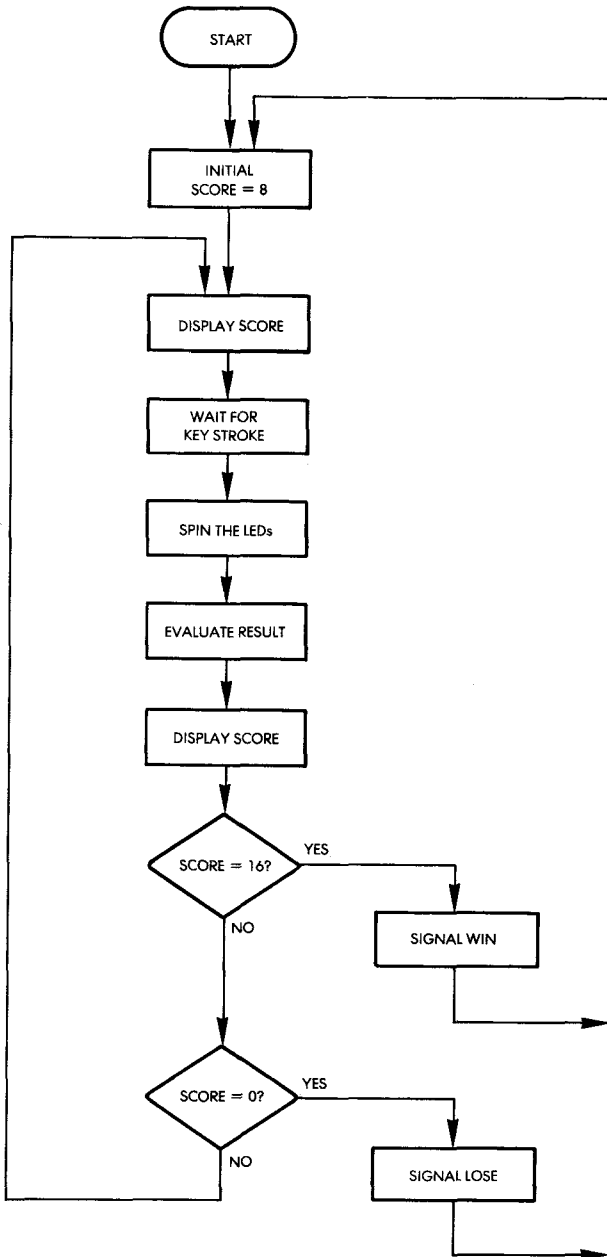 START
INITIAL
SCORE = 8
DISPLAY SCORE
WAIT FOR
KEY STROKE
SPIN THE LEDs
EVALUATE RESULT
DISPLAY SCORE
SCORE = 16?
YES
NO
SIGNAL WIN
SCORE = 0?
YES
NO
SIGNAL LOSE